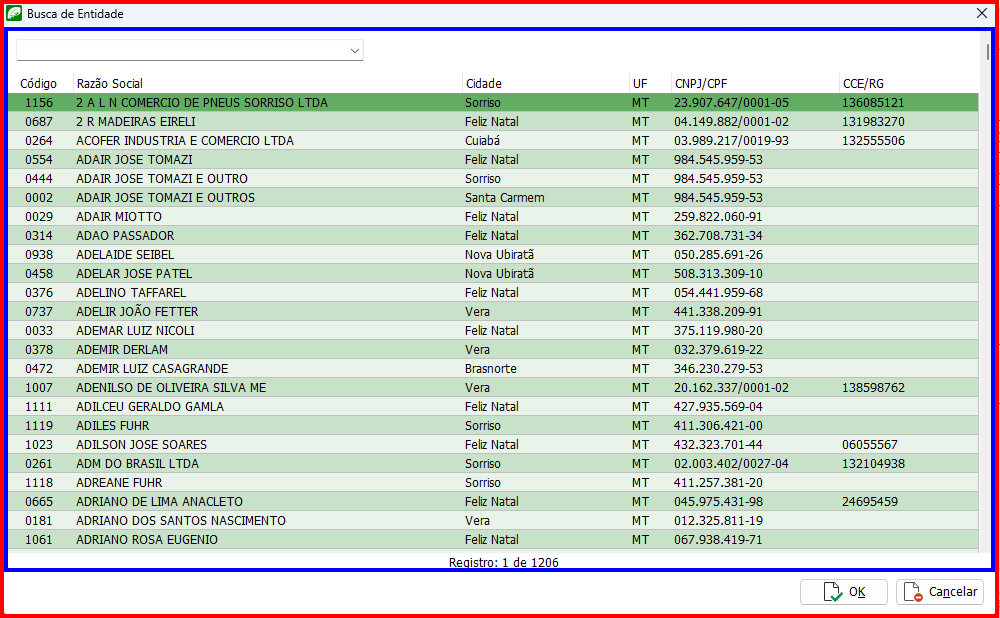 Busca de Entidade
Código Razão Social Cidade UF CNPJ/CPF CCE/RG
1156 2 A L N COMERCIO DE PNEUS SORRISO LTDA Sorriso MT 23.907.647/0001-05 136085121
0687 2 R MADEIRAS EIRELI Feliz Natal MT 04.149.882/0001-02 131983270
0264 ACOFER INDUSTRIA E COMERCIO LTDA Cuiabá MT 03.989.217/0019-93 132555506
0554 ADAIR JOSE TOMAZI Feliz Natal MT 984.545.959-53
0444 ADAIR JOSE TOMAZI E OUTRO Sorriso MT 984.545.959-53
0002 ADAIR JOSE TOMAZI E OUTROS Santa Carmem MT 984.545.959-53
0029 ADAIR MIOTTO Feliz Natal MT 259.822.060-91
0314 ADAO PASSADOR Feliz Natal MT 362.708.731-34
0938 ADELAIDE SEIBEL Nova Ubiratã MT 050.285.691-26
0458 ADELAR JOSE PATEL Nova Ubiratã MT 508.313.309-10
0376 ADELINO TAFFAREL Feliz Natal MT 054.441.959-68
0737 ADELIR JOÃO FETTER Vera MT 441.338.209-91
0033 ADEMAR LUIZ NICOLI Feliz Natal MT 375.119.980-20
0378 ADEMIR DERLAM Vera MT 032.379.619-22
0472 ADEMIR LUIZ CASAGRANDE Brasnorte MT 346.230.279-53
1007 ADENILSO DE OLIVEIRA SILVA ME Vera MT 20.162.337/0001-02 138598762
1111 ADILCEU GERALDO GAMLA Feliz Natal MT 427.935.569-04
1119 ADILES FUHR Sorriso MT 411.306.421-00
1023 ADILSON JOSE SOARES Feliz Natal MT 432.323.701-44 06055567
0261 ADM DO BRASIL LTDA Sorriso MT 02.003.402/0027-04 132104938
1118 ADREANE FUHR Sorriso MT 411.257.381-20
0665 ADRIANO DE LIMA ANACLETO Feliz Natal MT 045.975.431-98 24695459
0181 ADRIANO DOS SANTOS NASCIMENTO Vera MT 012.325.811-19
1061 ADRIANO ROSA EUGENIO Feliz Natal MT 067.938.419-71
Registro: 1 de 1206
OK Cancelar